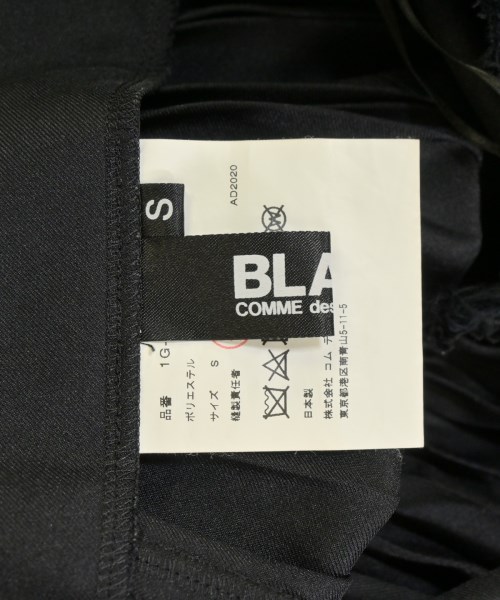 S
BLA
COMME des
AD2020
品番 1G-
ポリエステル
サイズ S
縫製責任者
日本製
株式会社 コム デ
東京都港区南青山5-11-5